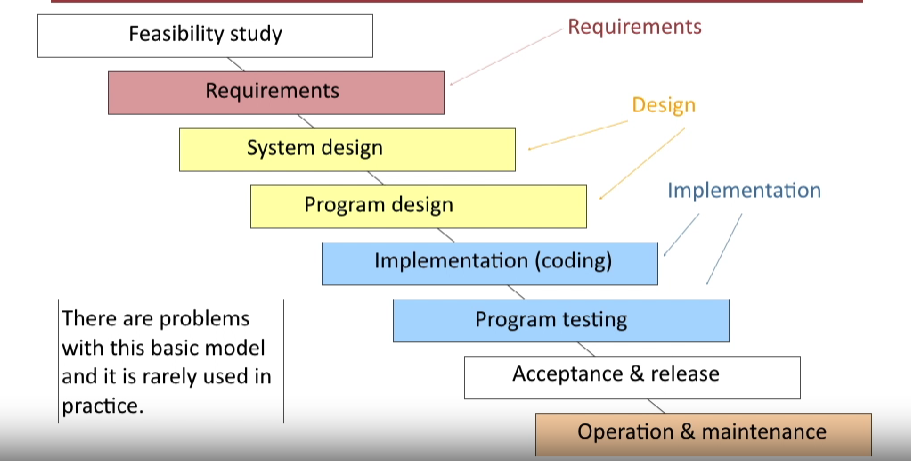 Feasibility study
Requirements
Requirements
Design
System design
Program design
Implementation
Implementation (coding)
Program testing
There are problems
with this basic model
and it is rarely used in
practice.
Acceptance & release
Operation & maintenance